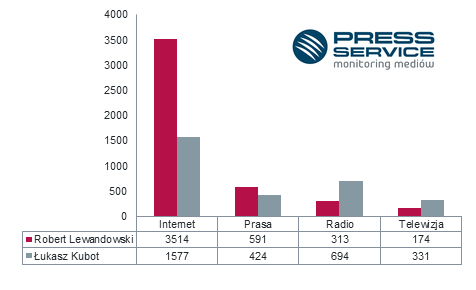 4000
3500
3000
2500
2000
1500
1000
500
0
PRESS
SERVICE
monitoring mediów
Internet Prasa Radio Telewizja
Robert Lewandowski 3514 591 313 174
Łukasz Kubot 1577 424 694 331